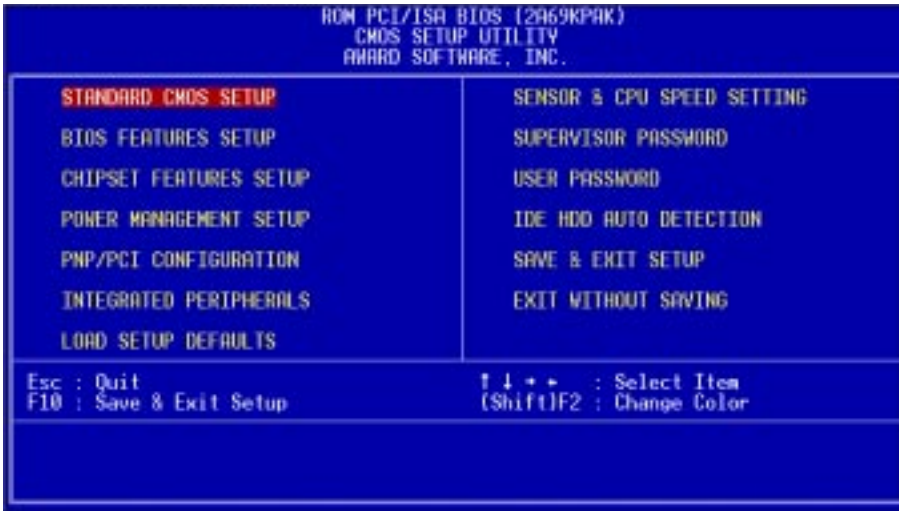 ROM PCI/ISA BIOS (2A69KPAK)
CMOS SETUP UTILITY
AWARD SOFTWARE, INC.
STANDARD CMOS SETUP
BIOS FEATURES SETUP
CHIPSET FEATURES SETUP
POWER MANAGEMENT SETUP
PNP/PCI CONFIGURATION
INTEGRATED PERIPHERALS
LOAD SETUP DEFAULTS
SENSOR & CPU SPEED SETTING
SUPERVISOR PASSWORD
USER PASSWORD
IDE HDD AUTO DETECTION
SAVE & EXIT SETUP
EXIT WITHOUT SAVING
Esc : Quit
F10 : Save & Exit Setup
↑ ↓ → ← : Select Item
(Shift)F2 : Change Color